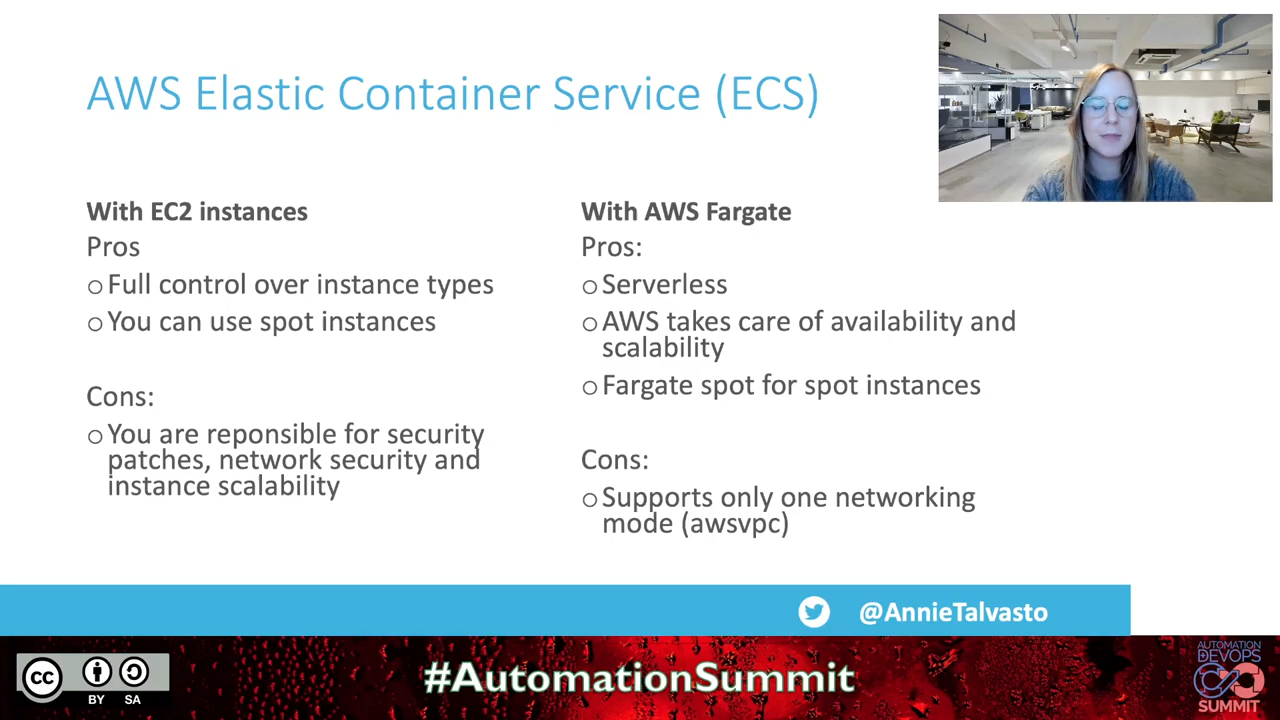 AWS Elastic Container Service (ECS)
With EC2 instances
Pros
o Full control over instance types
o You can use spot instances
Cons:
o You are reponsible for security
patches, network security and
instance scalability
With AWS Fargate
Pros:
o Serverless
o AWS takes care of availability and
scalability
o Fargate spot for spot instances
Cons:
o Supports only one networking
mode (awsvpc)
@AnnieTalvasto
cc
BY SA
#AutomationSummit
AUTOMATION
DEVOPS
SUMMIT